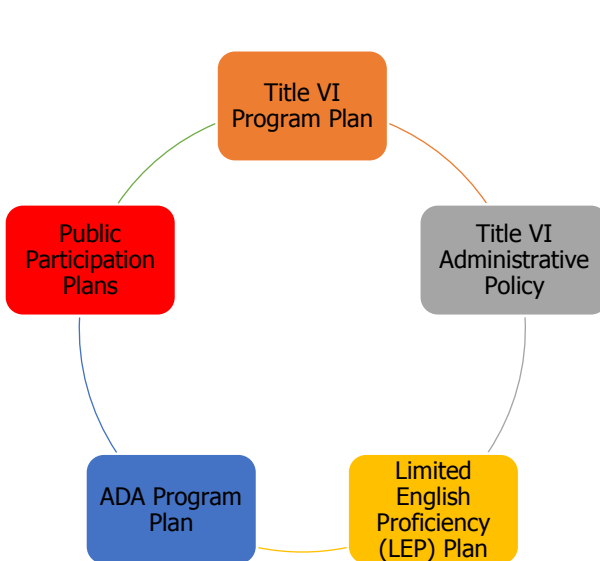 Title VI
Program Plan
Title VI
Administrative
Policy
Limited
English
Proficiency
(LEP) Plan
ADA Program
Plan
Public
Participation
Plans